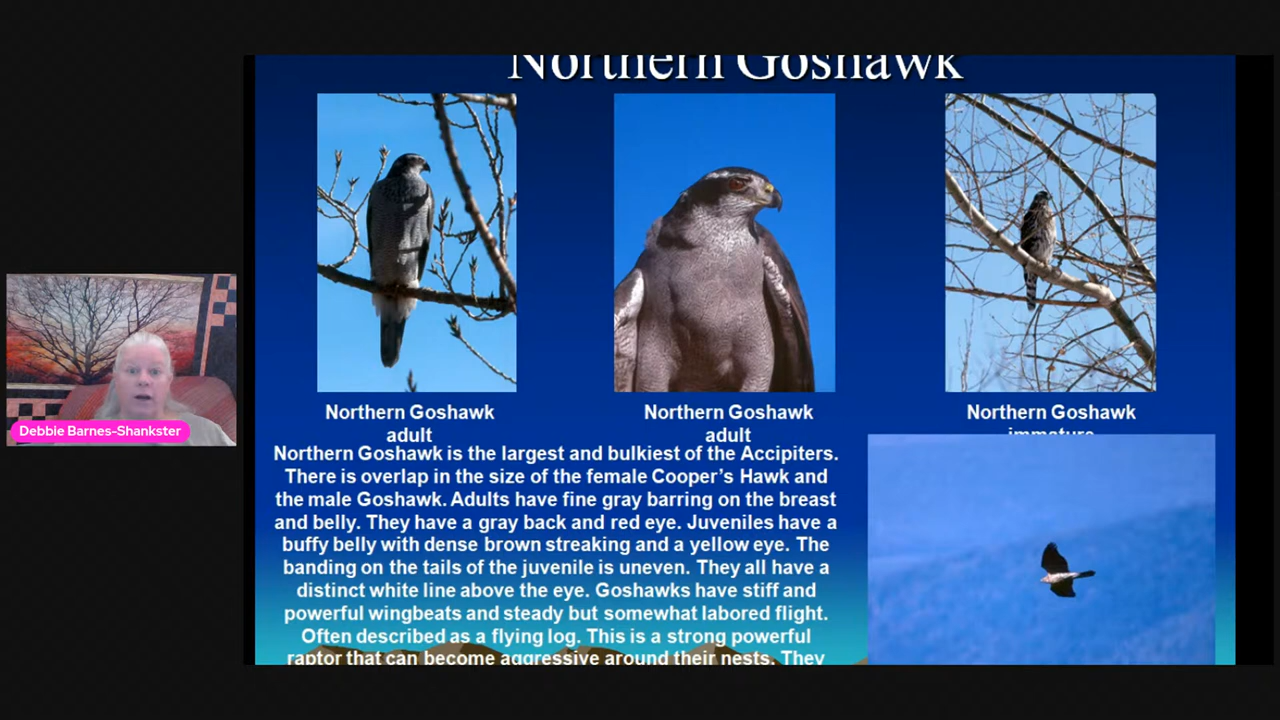 Northern Goshawk
Northern Goshawk
adult
Northern Goshawk
adult
Northern Goshawk
immature
Northern Goshawk is the largest and bulkiest of the Accipiters.
There is overlap in the size of the female Cooper's Hawk and
the male Goshawk. Adults have fine gray barring on the breast
and belly. They have a gray back and red eye. Juveniles have a
buffy belly with dense brown streaking and a yellow eye. The
banding on the tails of the juvenile is uneven. They all have a
distinct white line above the eye. Goshawks have stiff and
powerful wingbeats and steady but somewhat labored flight.
Often described as a flying log. This is a strong powerful
raptor that can become aggressive around their nests. They
Debbie Barnes-Shankster